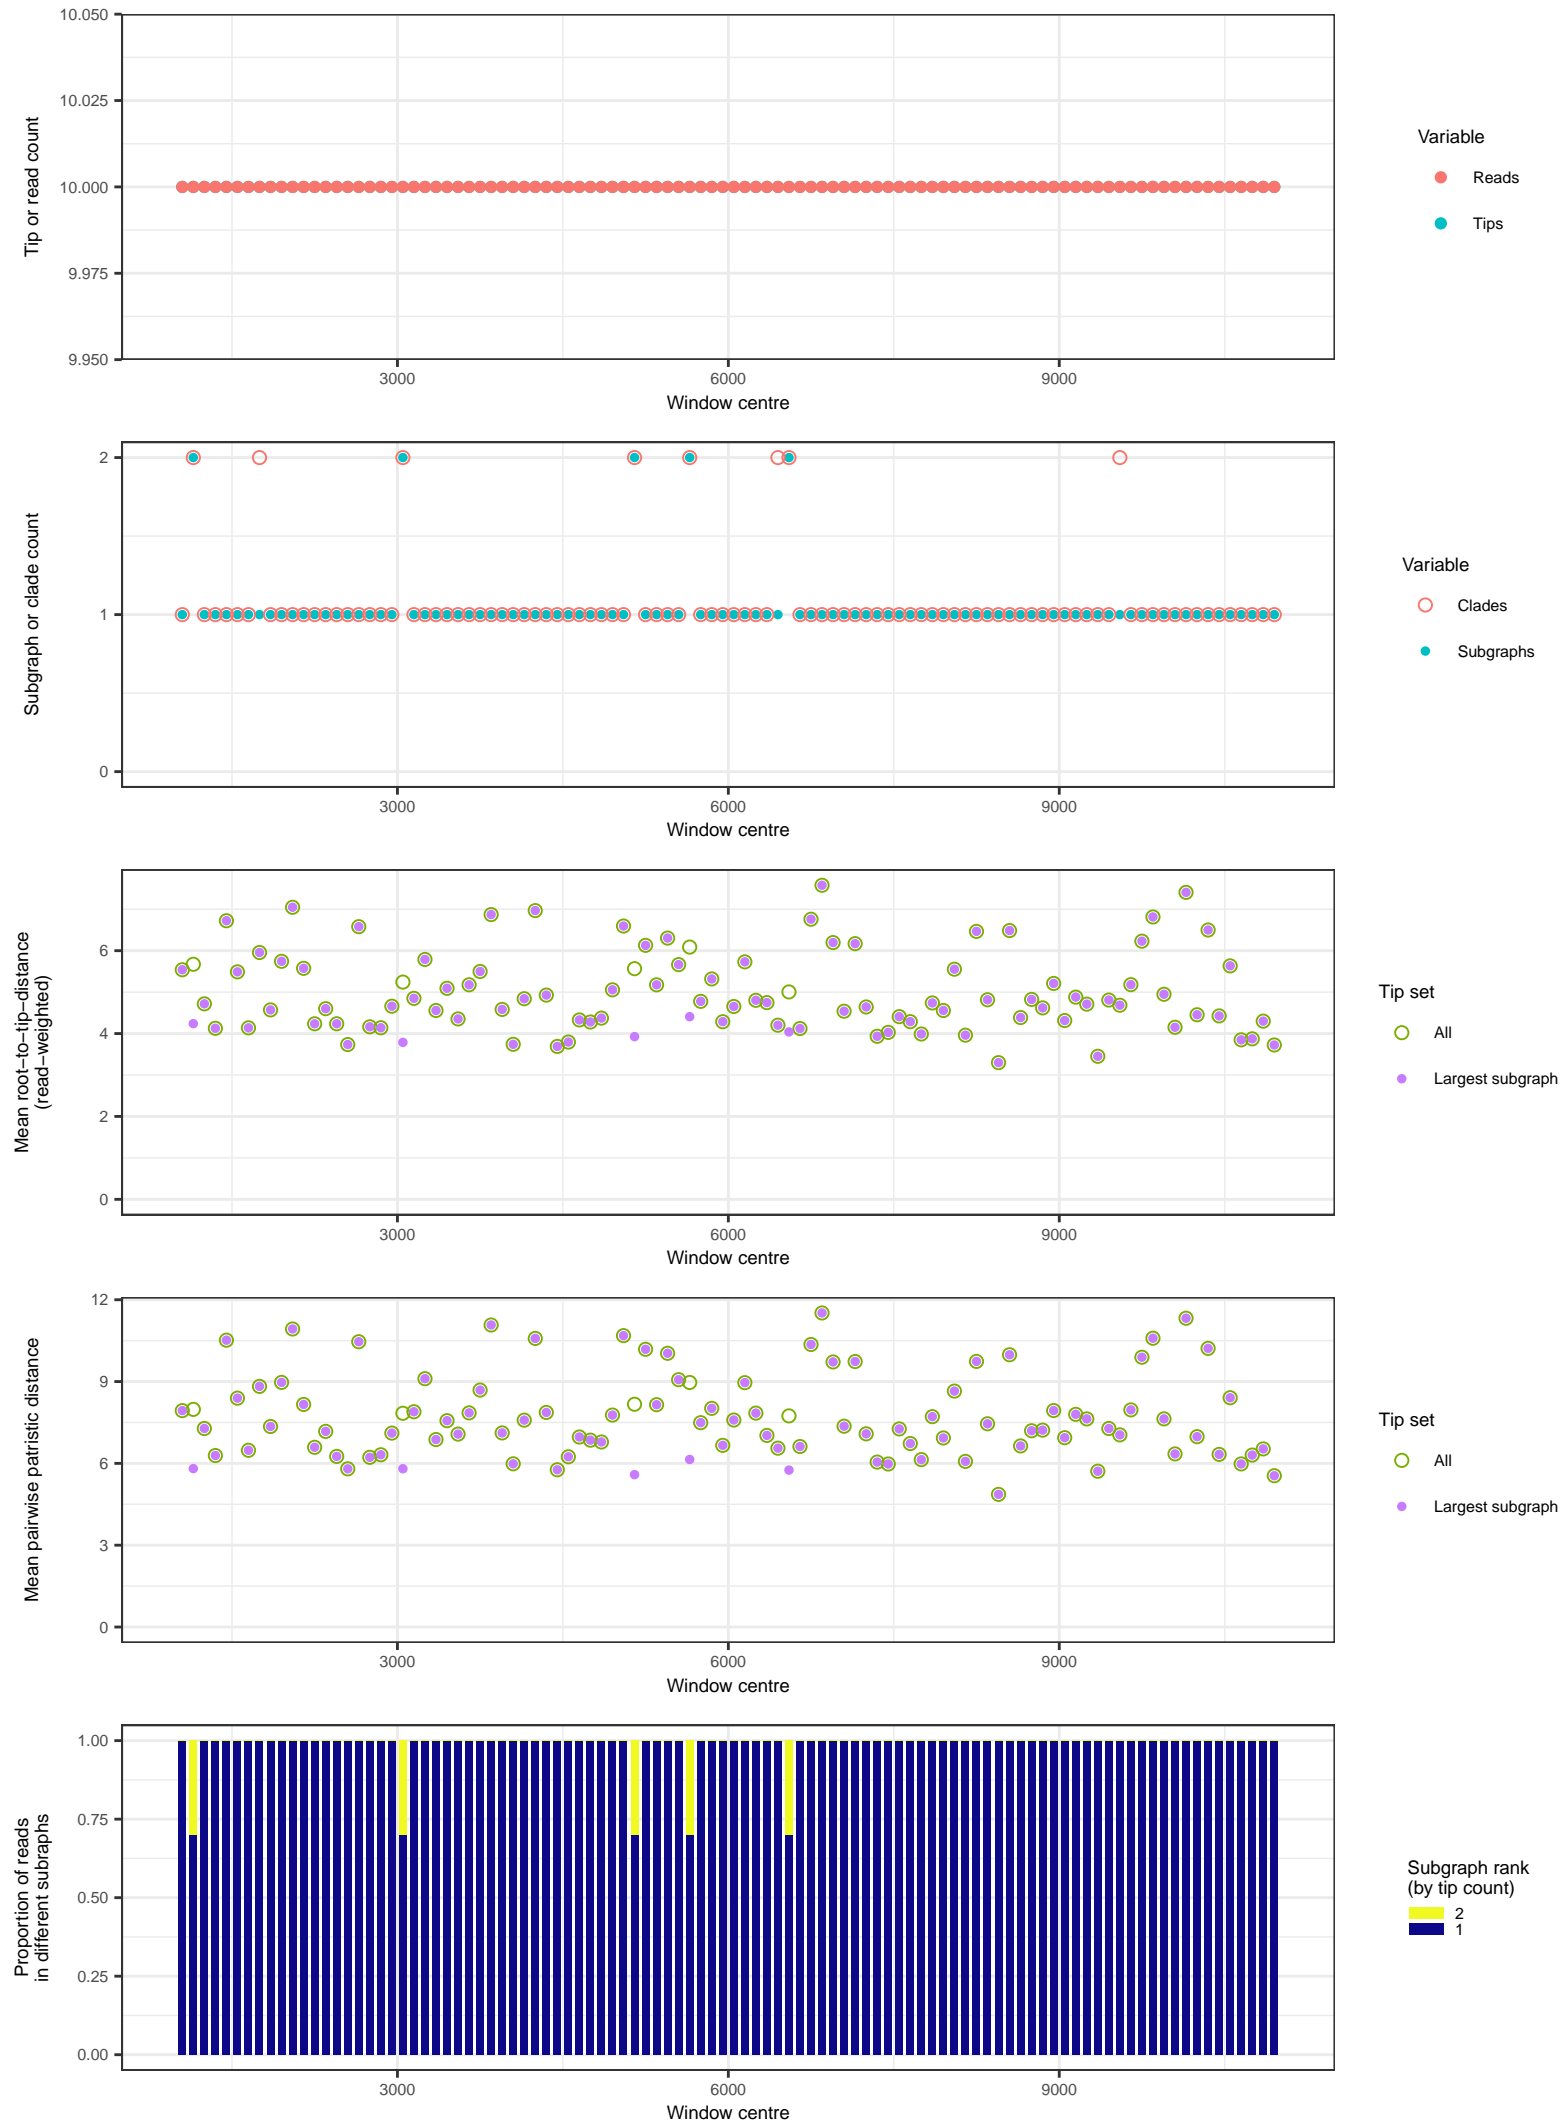 10.050
10.025
10.000
9.975
9.950
Tip or read count
3000
6000
9000
Window centre
Variable
Reads
Tips
2
1
0
Subgraph or clade count
3000
6000
9000
Window centre
Variable
Clades
Subgraphs
6
4
2
0
Mean root−to−tip−distance
(read−weighted)
3000
6000
9000
Window centre
Tip set
All
Largest subgraph
12
9
6
3
0
Mean pairwise patristic distance
3000
6000
9000
Window centre
Tip set
All
Largest subgraph
1.00
0.75
0.50
0.25
0.00
Proportion of reads
in different subraphs
3000
6000
9000
Window centre
Subgraph rank
(by tip count)
2
1